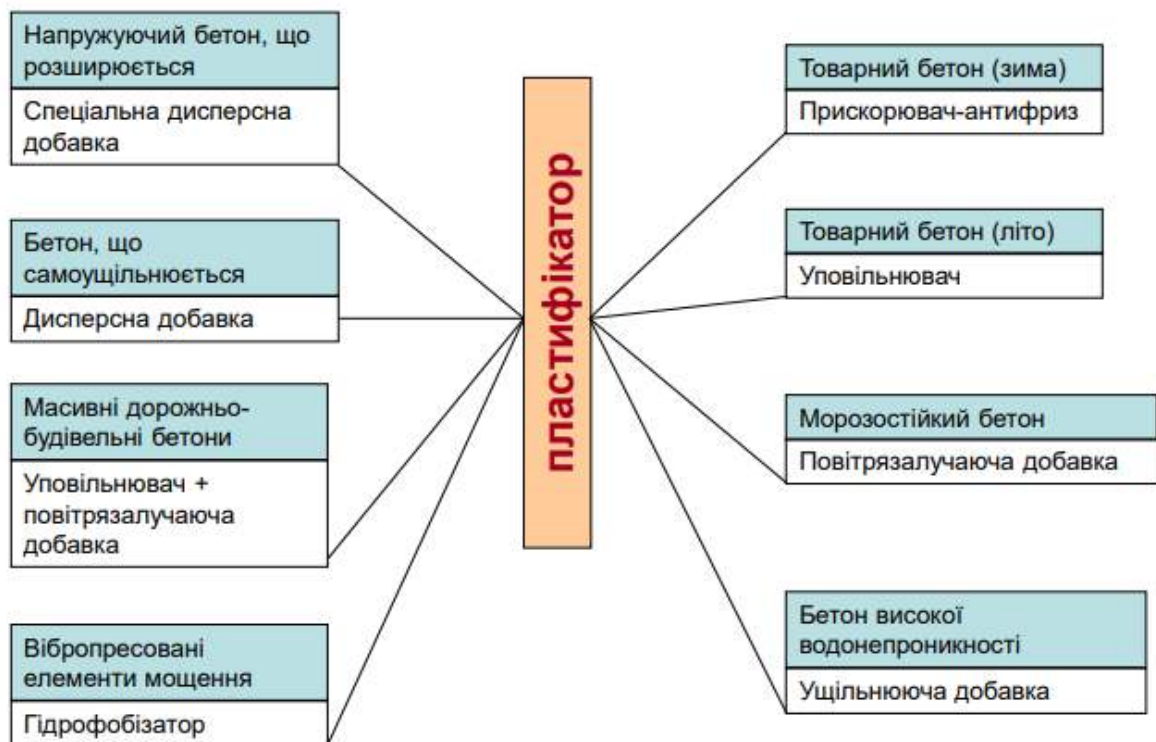 Напружуючий бетон, що
розширюється
Спеціальна дисперсна
добавка
Бетон, що
самоущільнюється
Дисперсна добавка
Масивні дорожньо-
будівельні бетони
Уповільнювач +
повітрязалучаюча
добавка
Вібропресовані
елементи мощення
Гідрофобізатор
пластифікатор
Товарний бетон (зима)
Прискорювач-антифриз
Товарний бетон (літо)
Уповільнювач
Морозостійкий бетон
Повітрязалучаюча добавка
Бетон високої
водонепроникності
Ущільнююча добавка